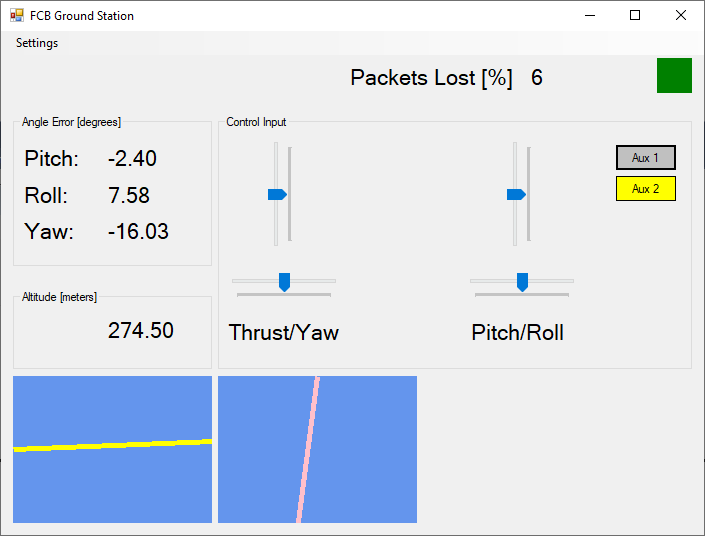 FCB Ground Station
Settings
Packets Lost [%] 6
Angle Error [degrees]
Pitch: -2.40
Roll: 7.58
Yaw: -16.03
Altitude [meters]
274.50
Control Input
Aux 1
Aux 2
Thrust/Yaw
Pitch/Roll